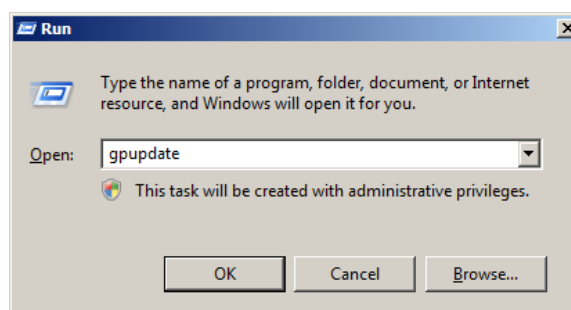 Run
Type the name of a program, folder, document, or Internet
resource, and Windows will open it for you.
Open: gpupdate
This task will be created with administrative privileges.
OK Cancel Browse...